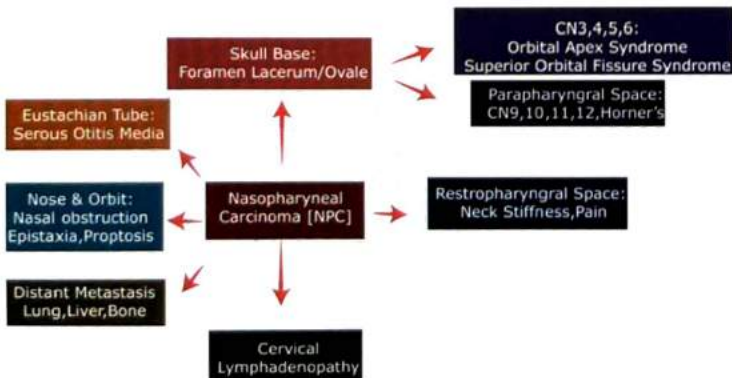 CN3,4,5,6:
Orbital Apex Syndrome
Superior Orbital Fissure Syndrome
Skull Base:
Foramen Lacerum/Ovale
Parapharyngral Space:
CN9,10,11,12,Horner's
Eustachian Tube:
Serous Otitis Media
Nose & Orbit:
Nasal obstruction
Epistaxia,Proptosis
Nasopharyneal
Carcinoma [NPC]
Restropharyngral Space:
Neck Stiffness,Pain
Distant Metastasis
Lung,Liver,Bone
Cervical
Lymphadenopathy